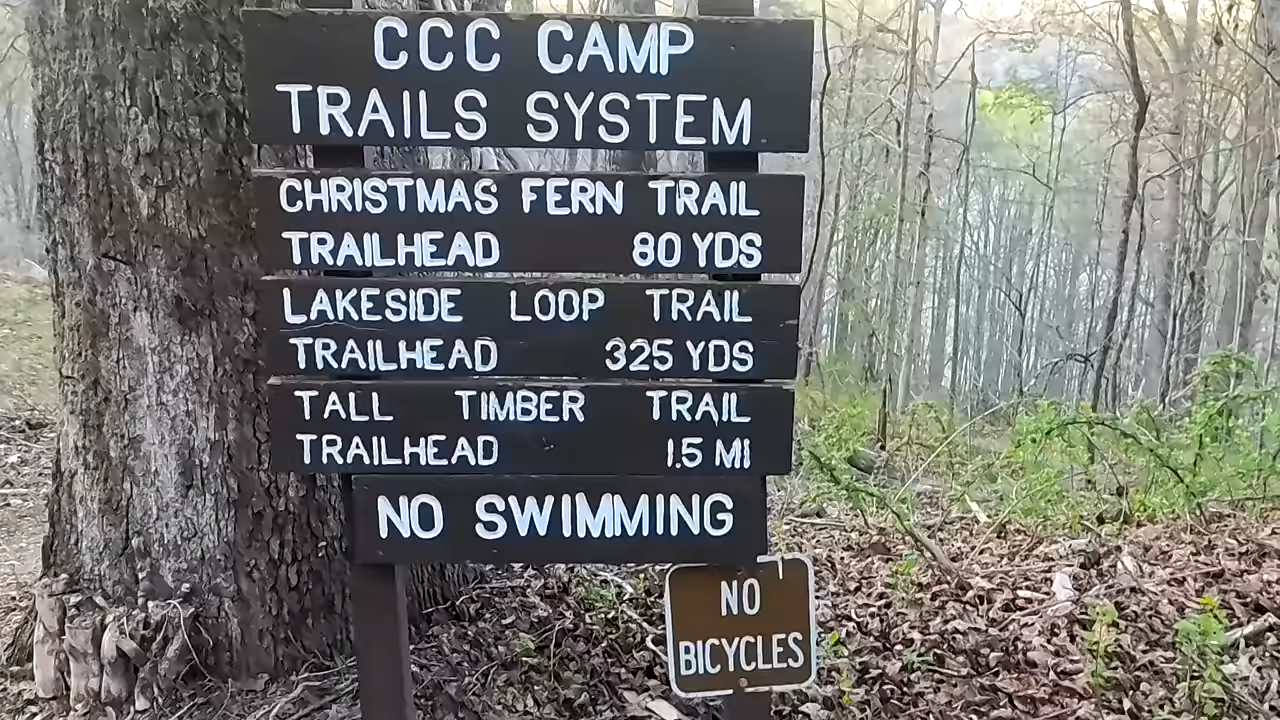 CCC CAMP
TRAILS SYSTEM
CHRISTMAS FERN TRAIL
TRAILHEAD 80 YDS
LAKESIDE LOOP TRAIL
TRAILHEAD 325 YDS
TALL TIMBER TRAIL
TRAILHEAD 1.5 MI
NO SWIMMING
NO
BICYCLES